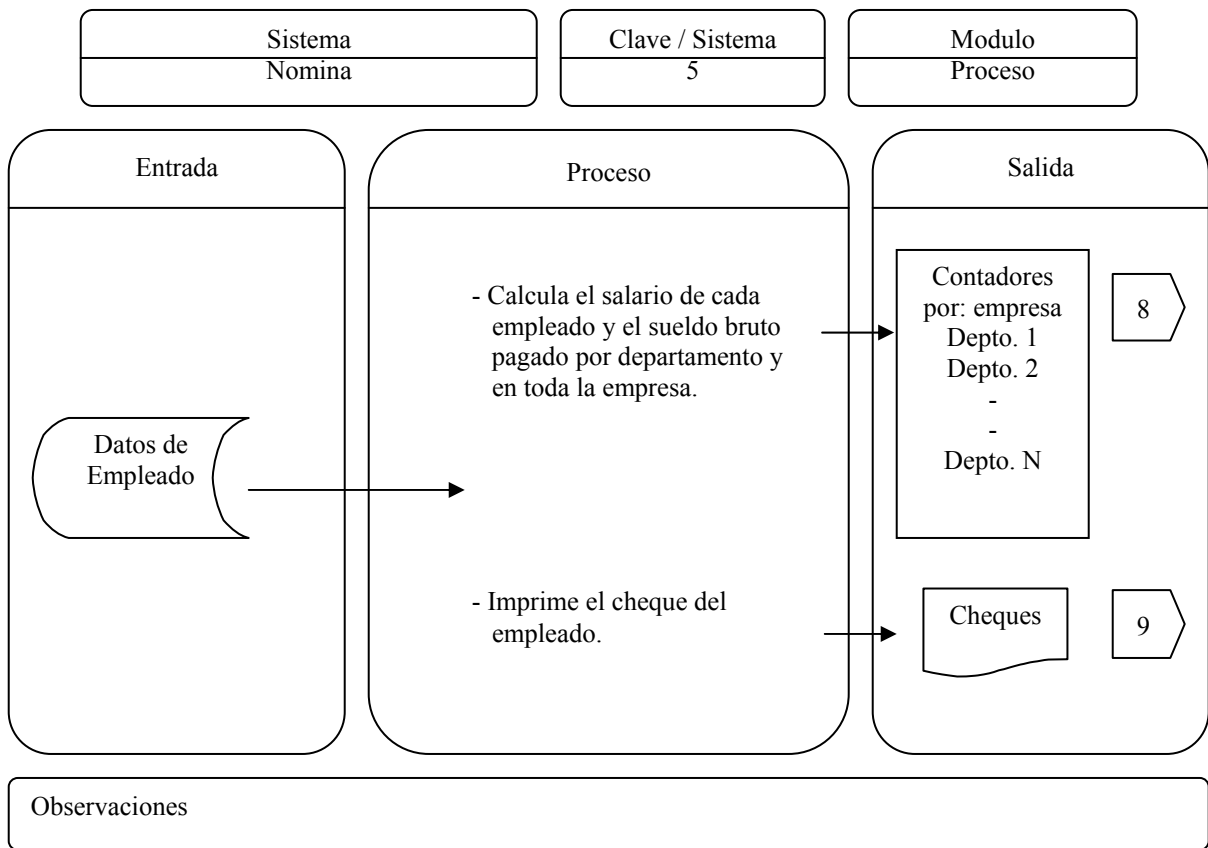 Sistema
Nomina
Clave / Sistema
5
Modulo
Proceso
Entrada
Proceso
Salida
Datos de
Empleado
- Calcula el salario de cada
empleado y el sueldo bruto
pagado por departamento y
en toda la empresa.
- Imprime el cheque del
empleado.
Contadores
por: empresa
Depto. 1
Depto. 2
-
-
Depto. N
8
Cheques
9
Observaciones